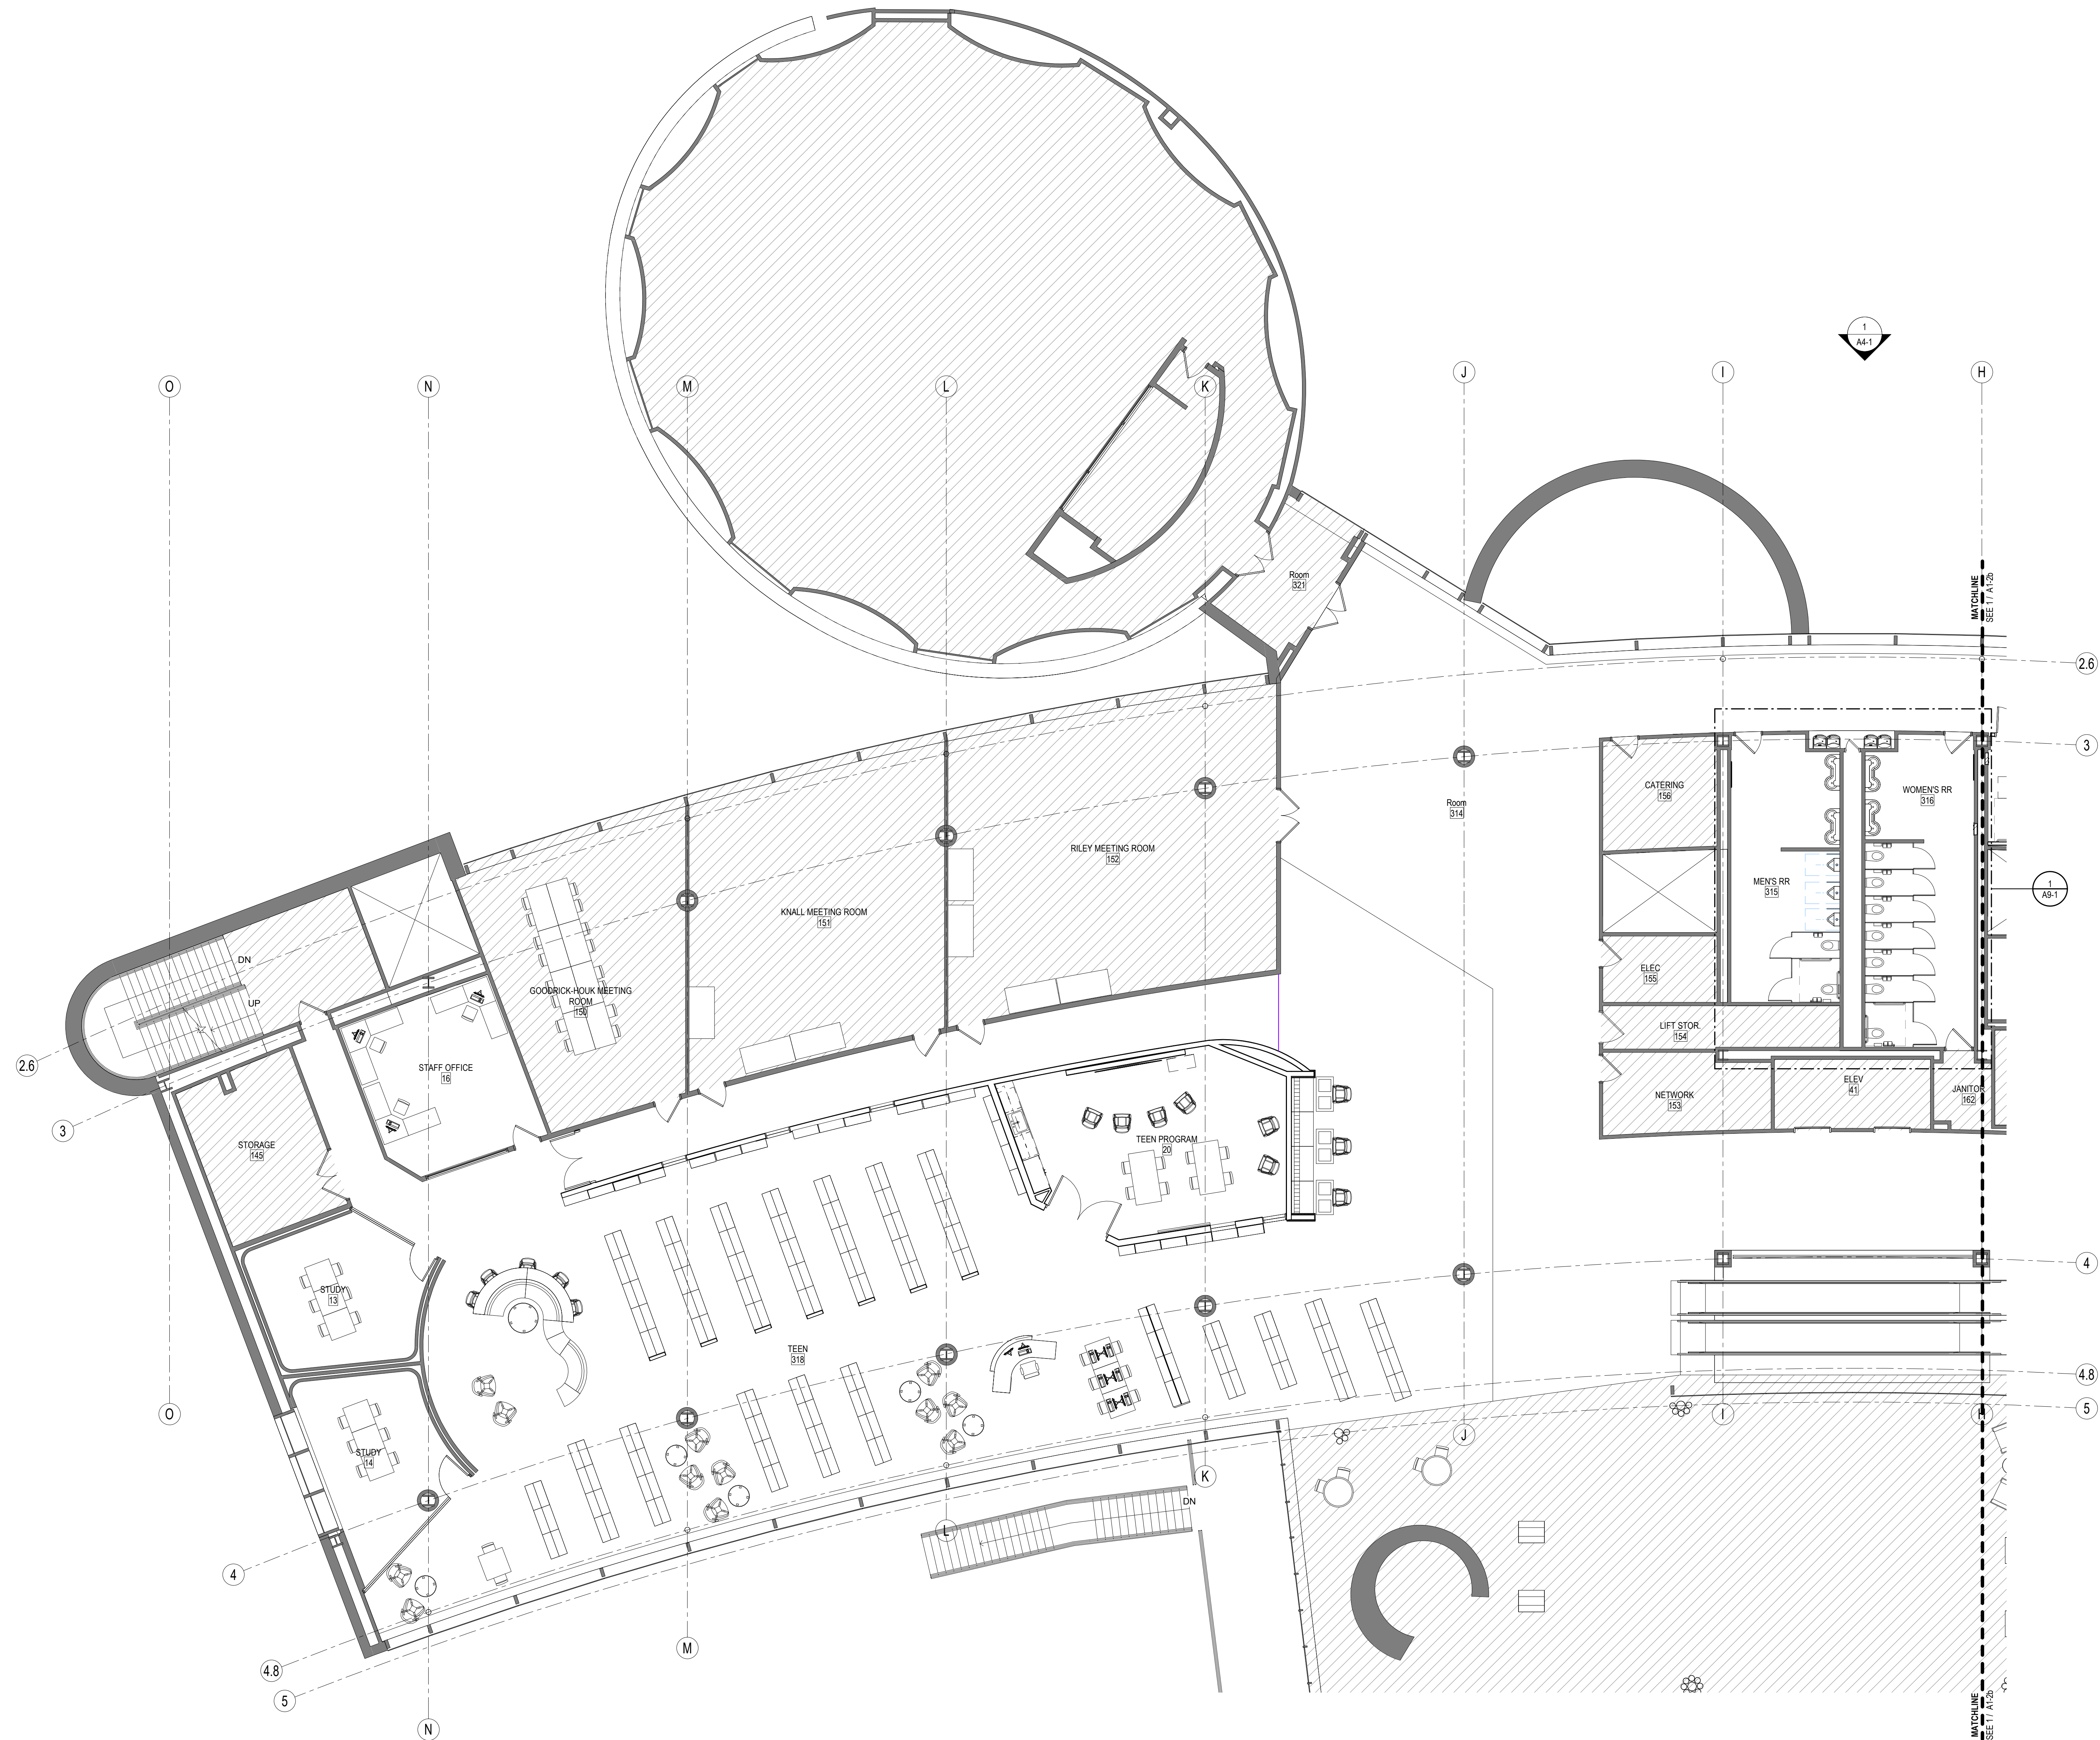 1
A4-1
O
N
M
L
K
J
I
H
Room
321
MATCHLINE
SEE 1 / A1-2b
2.6
3
CATERING
156
WOMEN'S RR
316
Room
314
RILEY MEETING ROOM
152
MEN'S RR
315
1
A9-1
KNALL MEETING ROOM
151
DN
UP
GOODRICK-HOUK MEETING
ROOM
150
ELEC
155
LIFT STOR.
154
2.6
STAFF OFFICE
16
ELEV
41
NETWORK
153
JANITOR
162
3
STORAGE
145
TEEN PROGRAM
20
4
STUDY
13
TEEN
318
4.8
5
O
I
H
J
STUDY
14
K
DN
L
4
M
4.8
5
N
MATCHLINE
SEE 1 / A1-2b